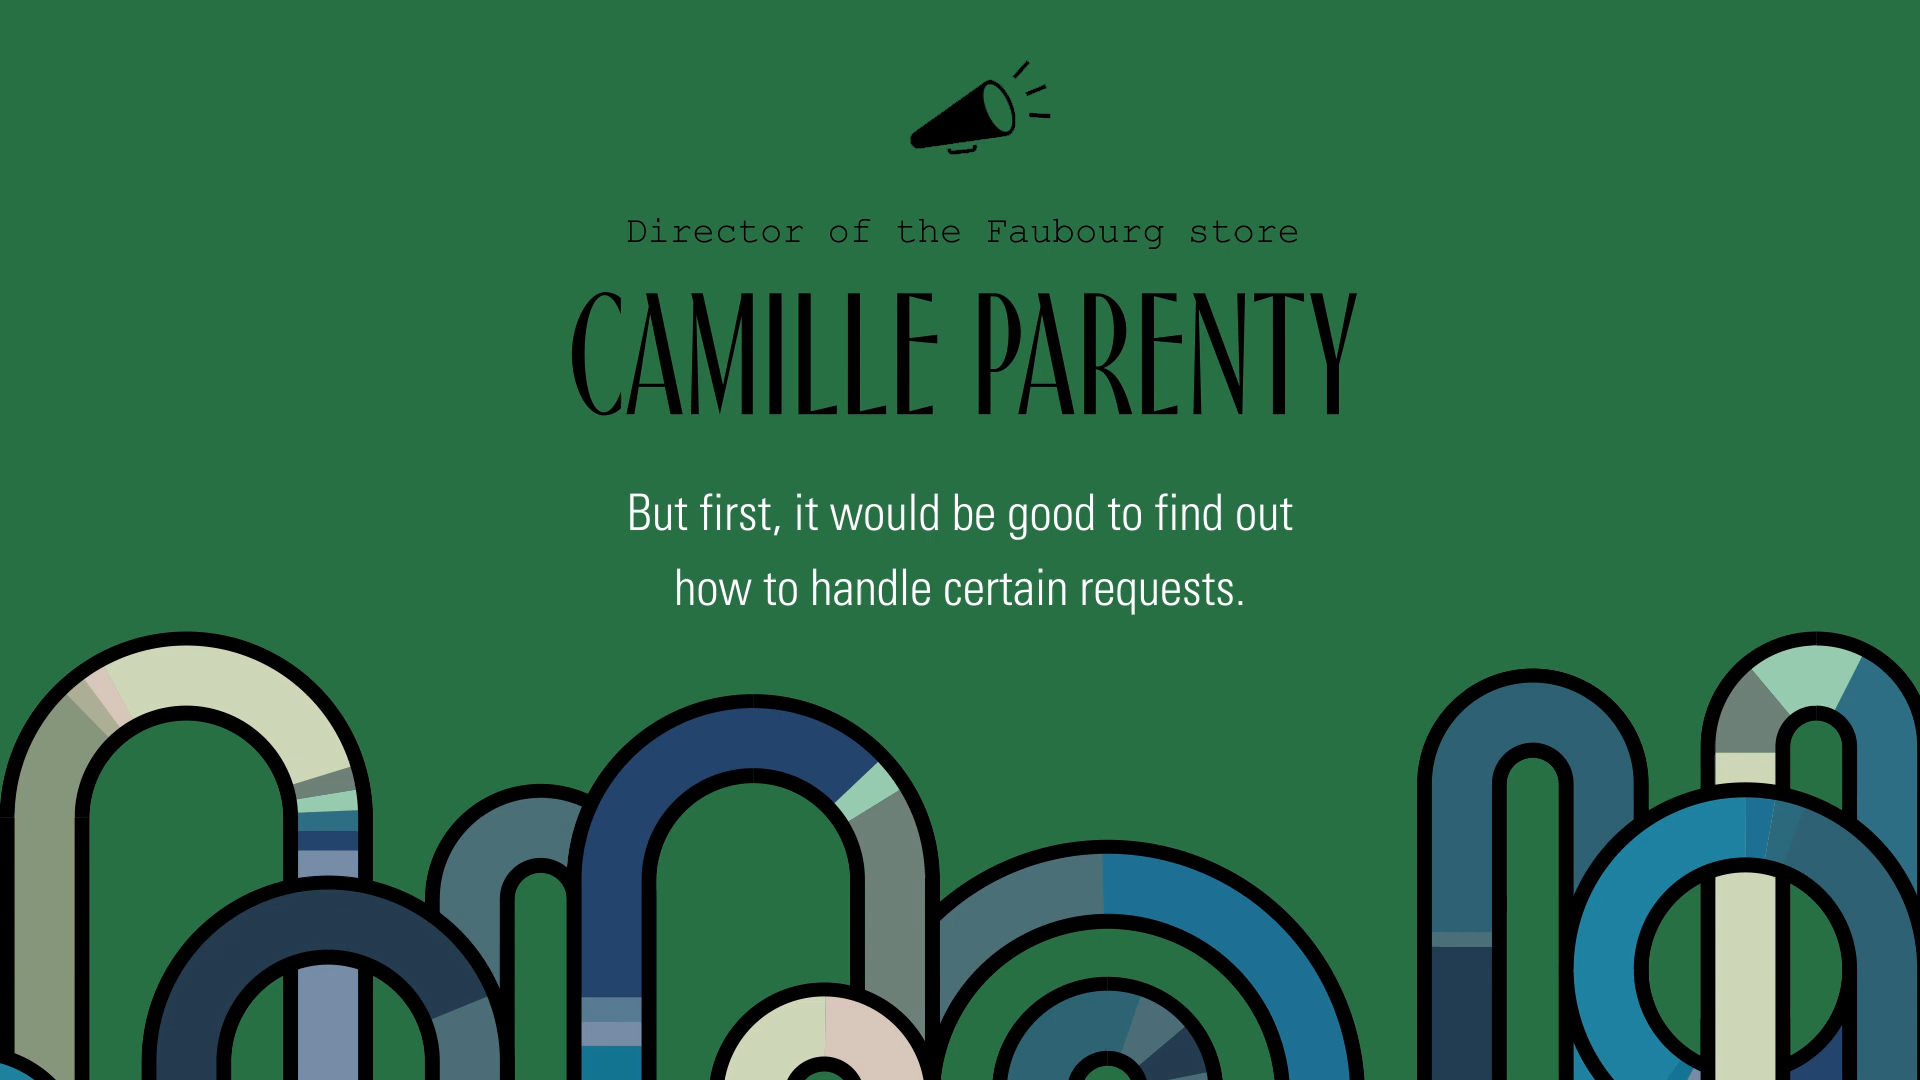 Director of the Faubourg store
CAMILLE PARENTY
But first, it would be good to find out
how to handle certain requests.